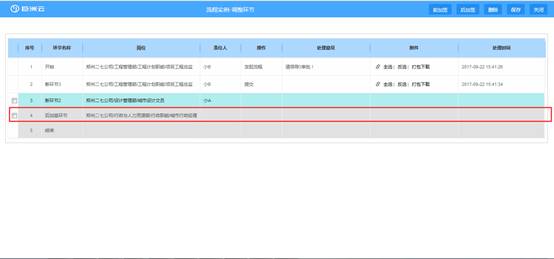 巨洲云 流程实例-调整环节 前加签 后加签 删除 保存 关闭
序号 环节名称 岗位 责任人 操作 处理意见 附件 处理时间
1 开始 郑州二七公司/工程管理部/工程计划职能/项目工程总监 小B 发起流程 请领导们审批! 全选| 反选| 打包下载 2017-09-22 15:41:26
2 新环节1 郑州二七公司/工程管理部/工程计划职能/项目工程总监 小B 提交 全选| 反选| 打包下载 2017-09-22 15:41:34
3 新环节2 郑州二七公司/设计管理部/城市设计文员 小A
4 后加签环节 郑州二七公司/行政与人力资源部/行政职能/城市行政经理
5 结束